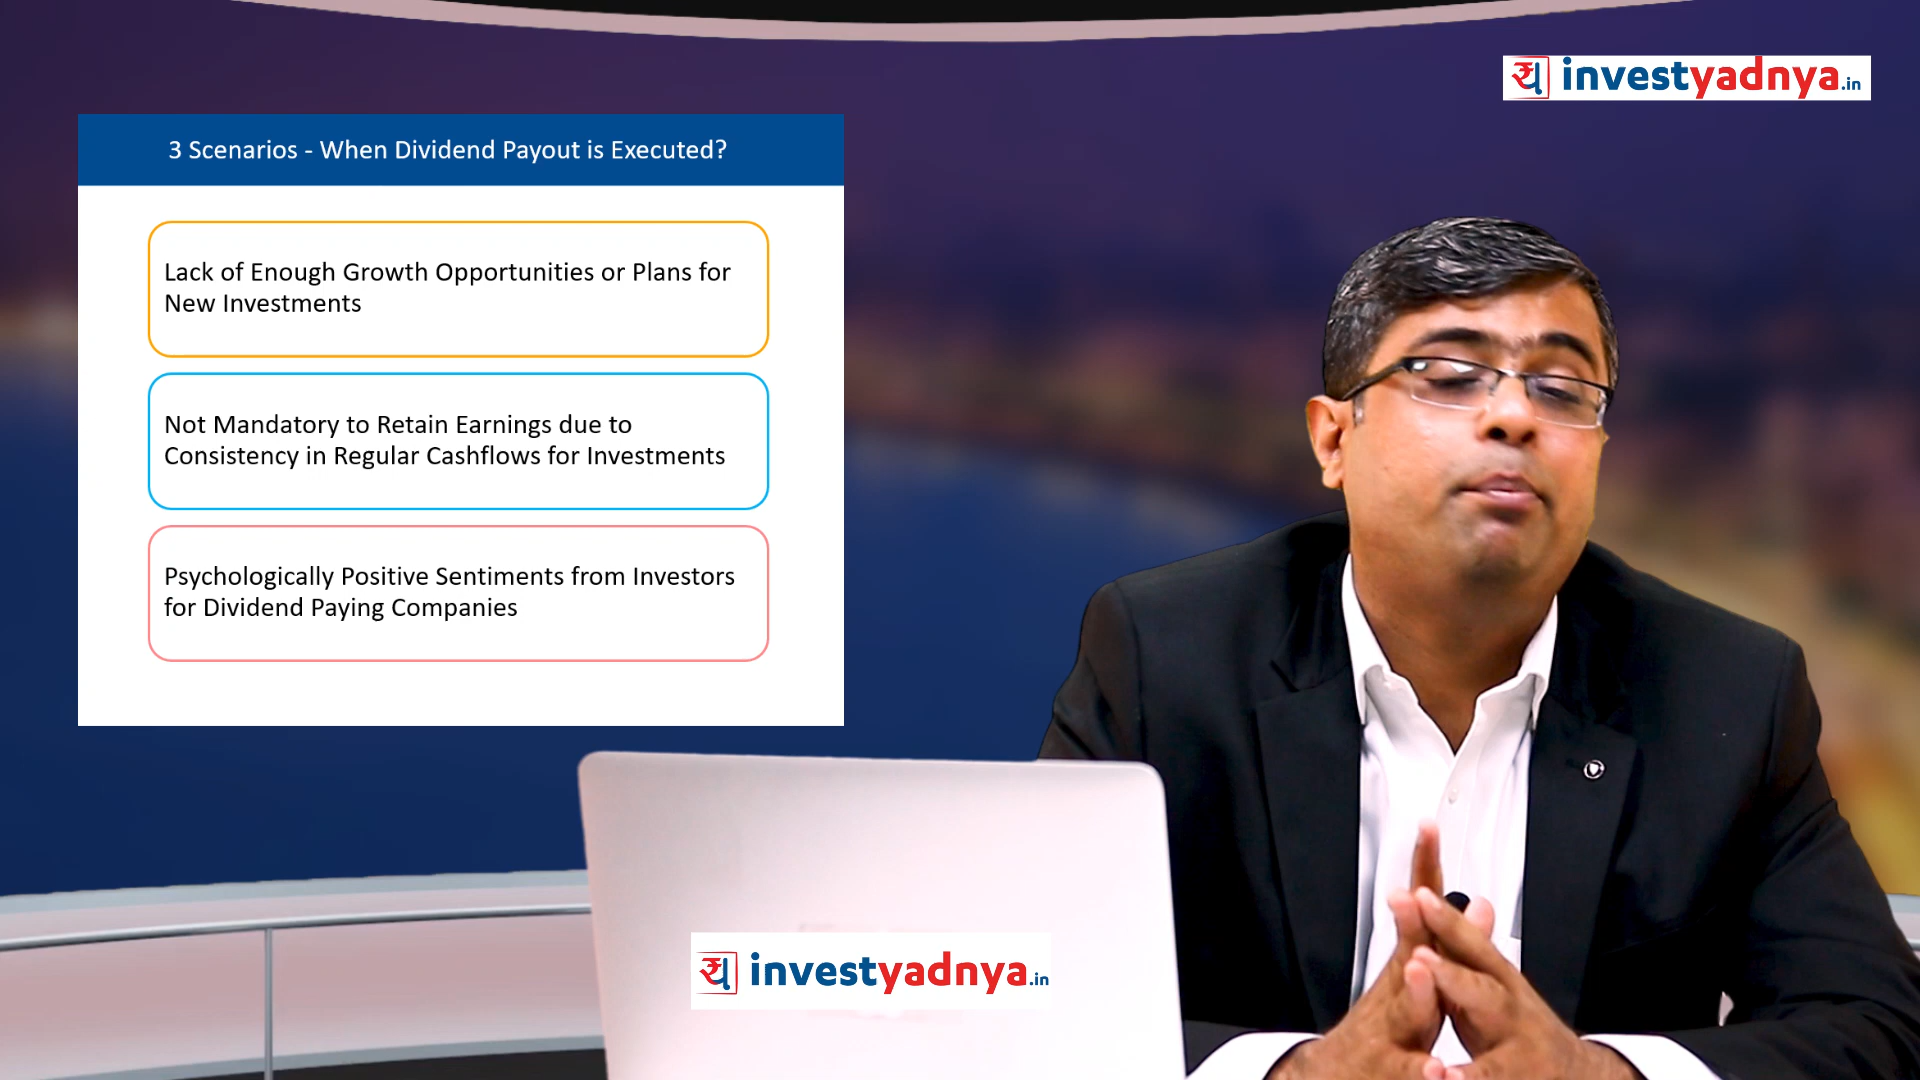 investyadnya.in
3 Scenarios - When Dividend Payout is Executed?
Lack of Enough Growth Opportunities or Plans for
New Investments
Not Mandatory to Retain Earnings due to
Consistency in Regular Cashflows for Investments
Psychologically Positive Sentiments from Investors
for Dividend Paying Companies
investyadnya.in